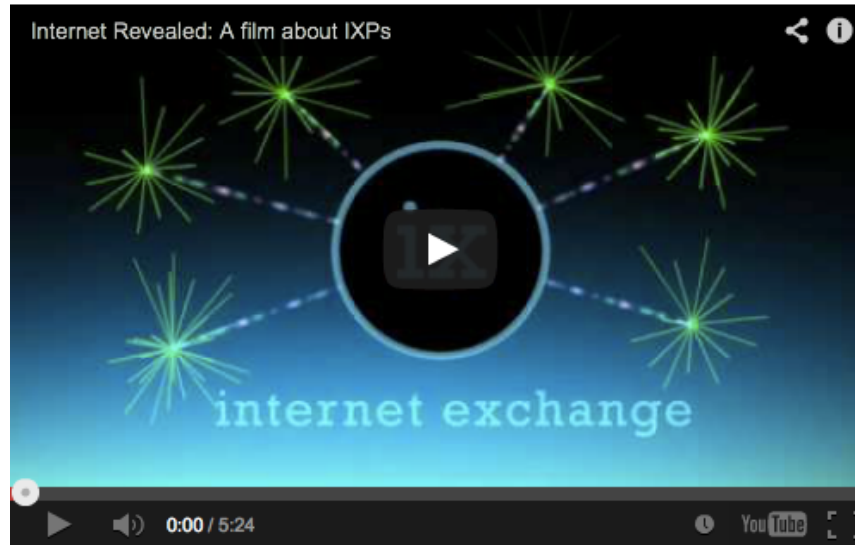 Internet Revealed: A film about IXPs
IX
internet exchange
0:00 / 5:24
YouTube